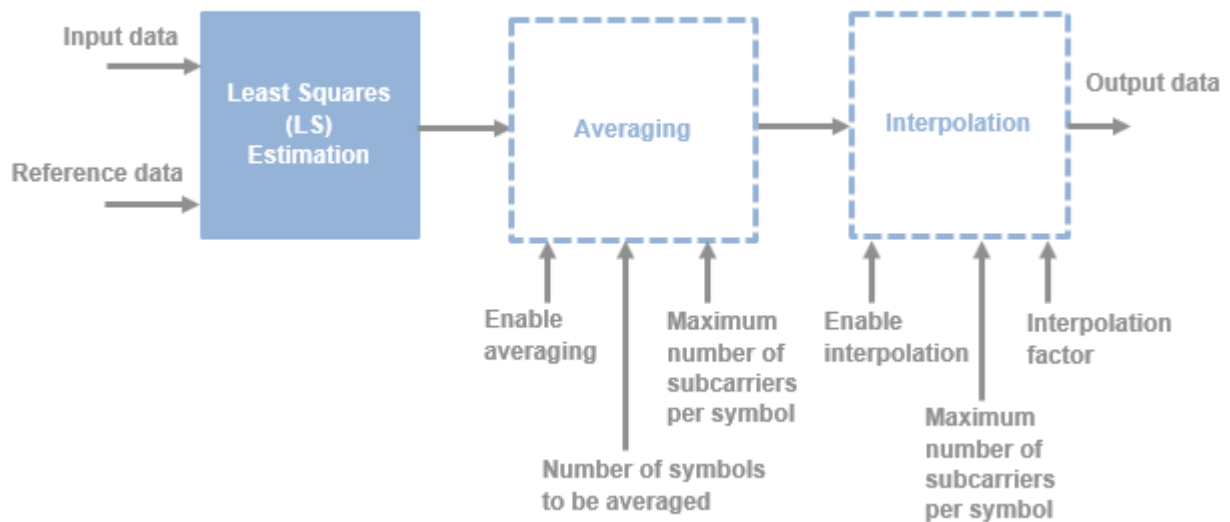 Input data
Reference data
Least Squares
(LS)
Estimation
Averaging
Interpolation
Output data
Enable
averaging
Number of symbols
to be averaged
Maximum
number of
subcarriers
per symbol
Enable
interpolation
Maximum
number of
subcarriers
per symbol
Interpolation
factor